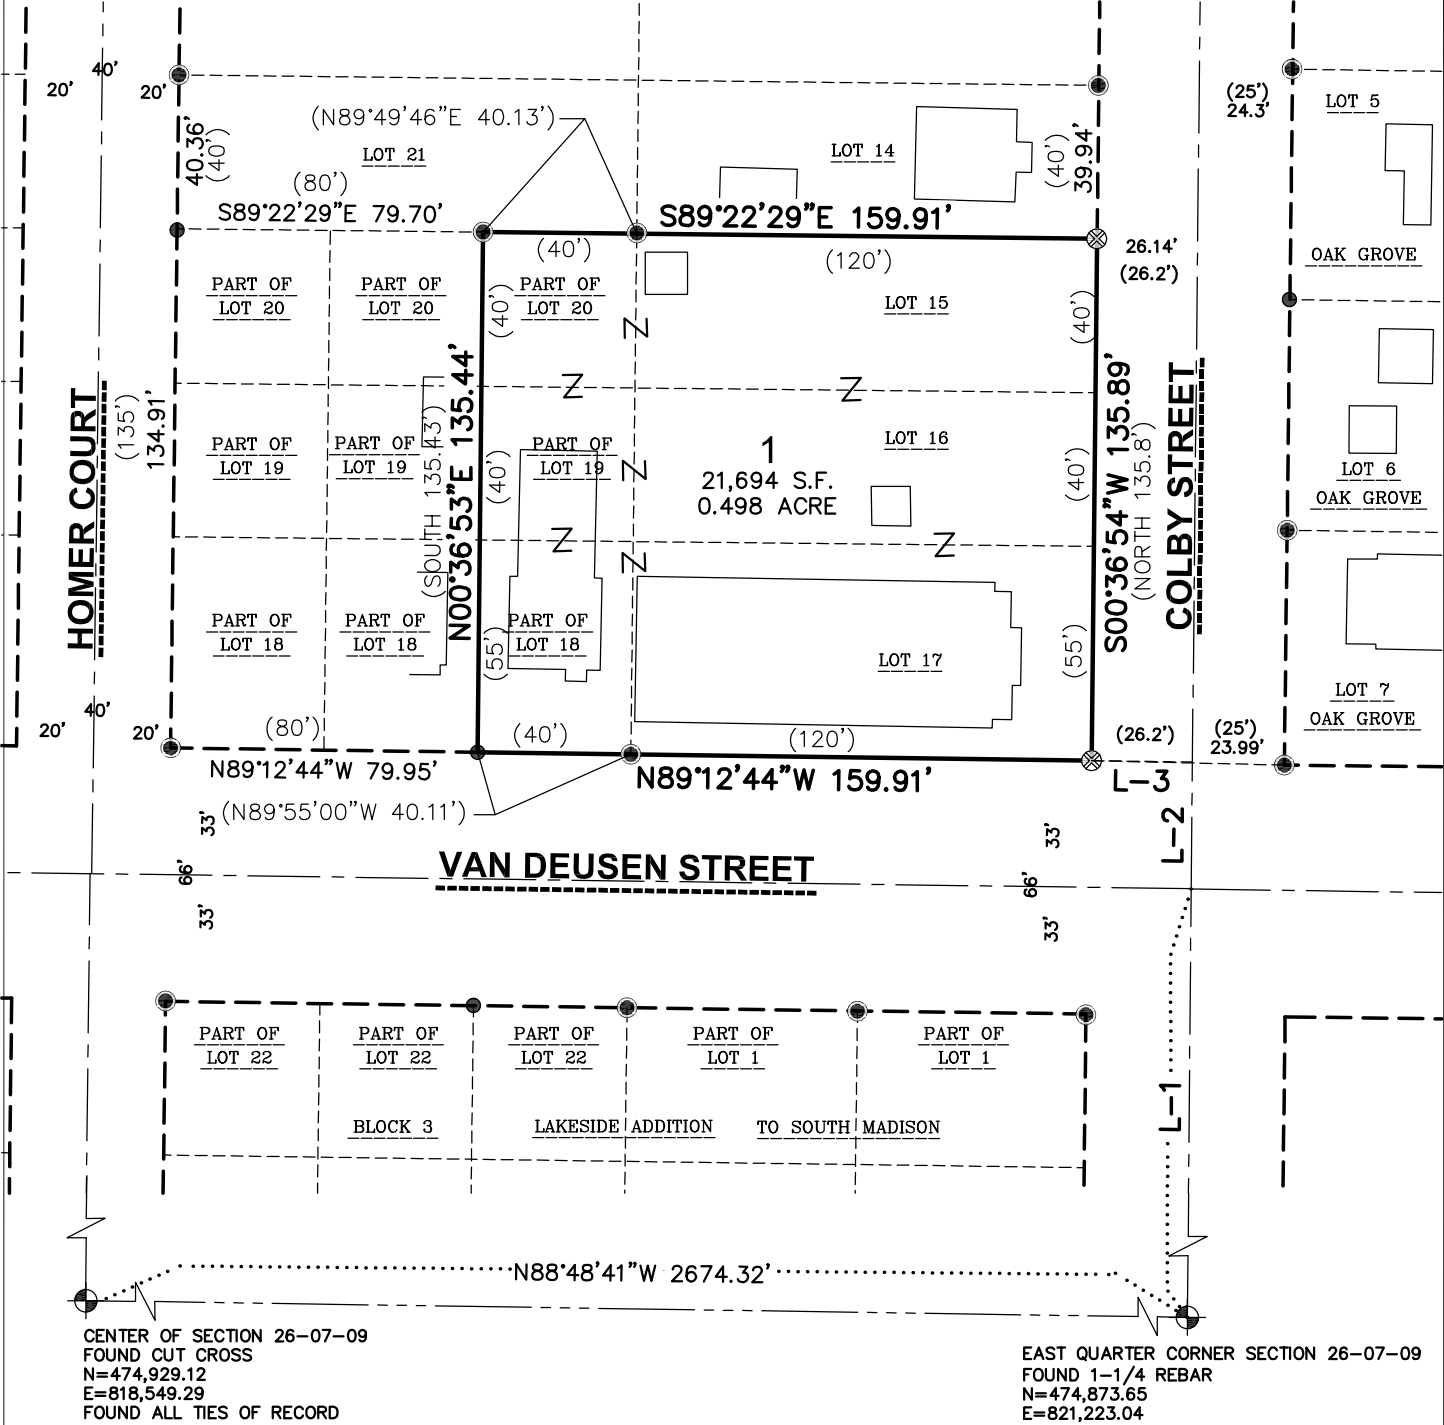 40'
20'
20'
(N89°49'46"E 40.13')
LOT 21
(80')
S89°22'29"E 79.70'
40.36'
(40')
LOT 14
(40')
39.94'
S89°22'29"E 159.91'
(25')
24.3'
LOT 5
OAK GROVE
26.14'
(26.2')
(40')
(120')
PART OF
LOT 20
PART OF
LOT 20
PART OF
LOT 20
(40')
LOT 15
(40')
Z
Z
Z
HOMER COURT
(135')
134.91'
PART OF
LOT 19
PART OF
LOT 19
PART OF
LOT 19
(SOUTH 135.43')
N00°36'53"E 135.44'
(40')
Z
1
21,694 S.F.
0.498 ACRE
LOT 16
(40')
S00°36'54"W 135.89'
(NORTH 135.8')
COLBY STREET
LOT 6
OAK GROVE
Z
Z
Z
PART OF
LOT 18
PART OF
LOT 18
PART OF
LOT 18
(55')
LOT 17
(55')
LOT 7
OAK GROVE
20'
40'
20'
(80')
N89°12'44"W 79.95'
(40')
(120')
N89°12'44"W 159.91'
(26.2')
(25')
23.99'
L-3
L-2
(N89°55'00"W 40.11')
33'
66'
33'
VAN DEUSEN STREET
33'
66'
33'
PART OF
LOT 22
PART OF
LOT 22
PART OF
LOT 22
PART OF
LOT 1
PART OF
LOT 1
L-1
BLOCK 3
LAKESIDE ADDITION
TO SOUTH MADISON
N88°48'41"W 2674.32'
CENTER OF SECTION 26-07-09
FOUND CUT CROSS
N=474,929.12
E=818,549.29
FOUND ALL TIES OF RECORD
EAST QUARTER CORNER SECTION 26-07-09
FOUND 1-1/4 REBAR
N=474,873.65
E=821,223.04